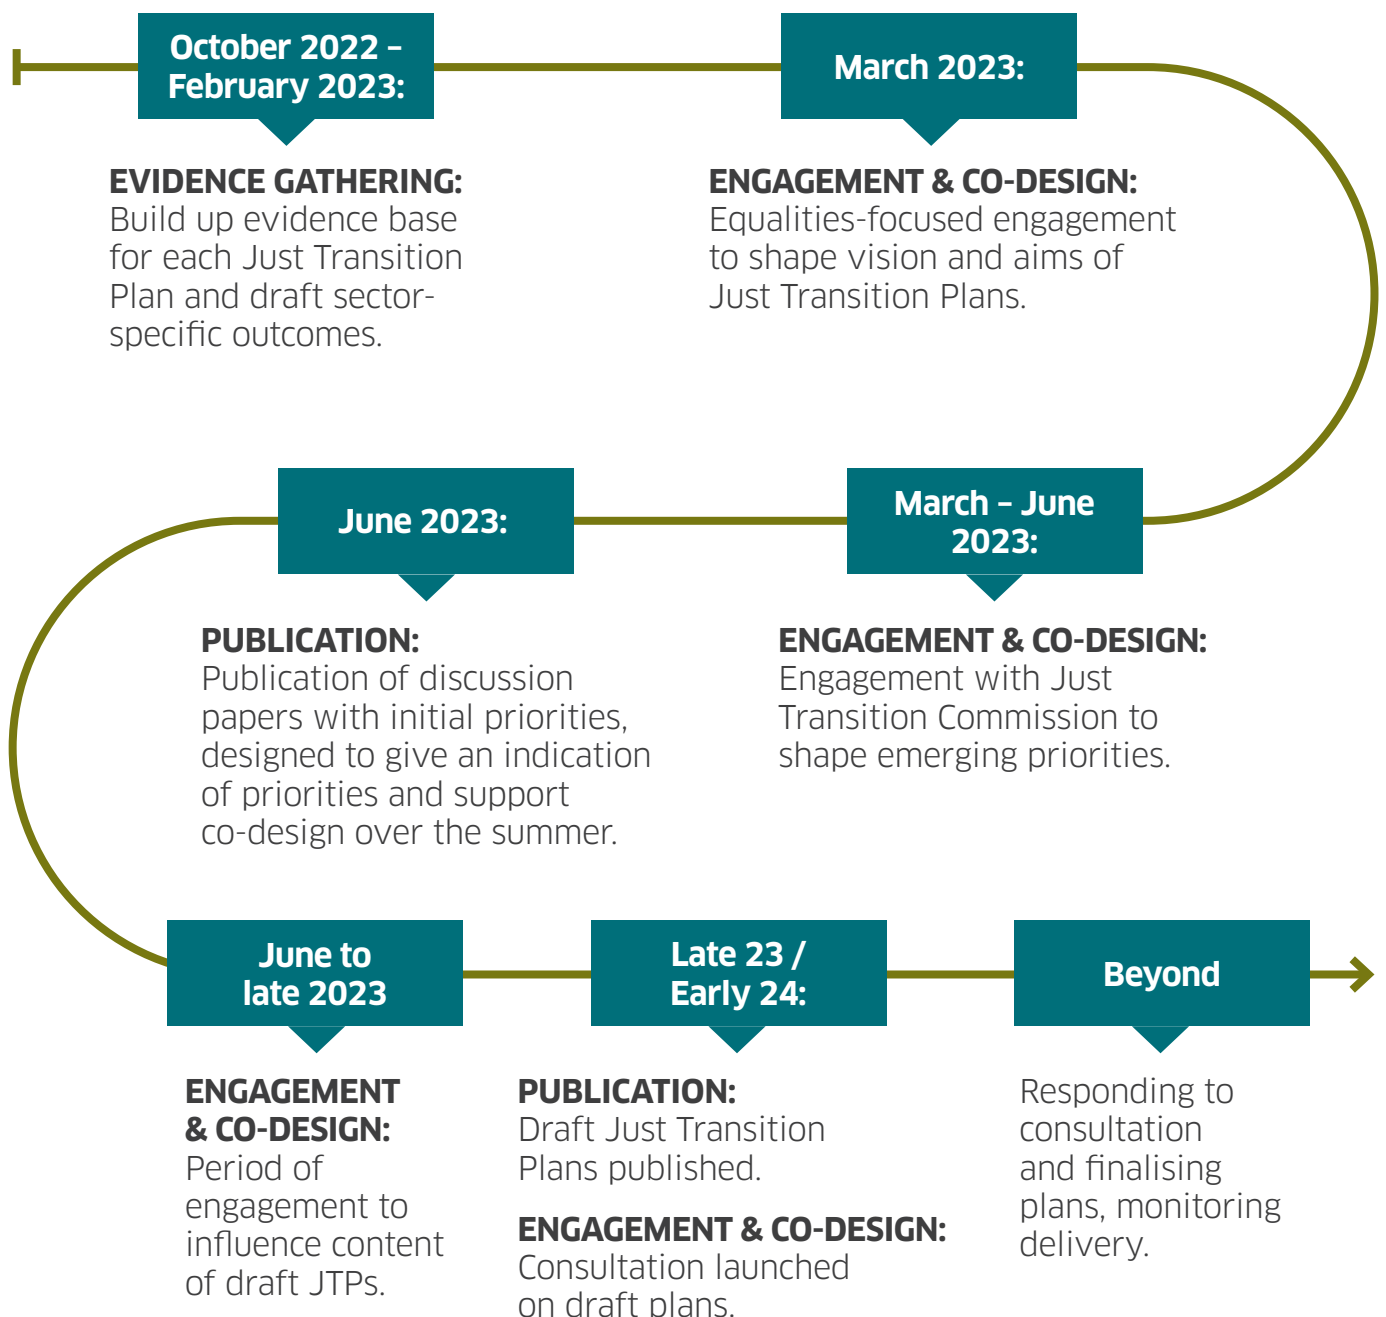 October 2022 –
February 2023:
EVIDENCE GATHERING:
Build up evidence base
for each Just Transition
Plan and draft sector-
specific outcomes.
March 2023:
ENGAGEMENT & CO-DESIGN:
Equalities-focused engagement
to shape vision and aims of
Just Transition Plans.
March – June
2023:
ENGAGEMENT & CO-DESIGN:
Engagement with Just
Transition Commission to
shape emerging priorities.
June 2023:
PUBLICATION:
Publication of discussion
papers with initial priorities,
designed to give an indication
of priorities and support
co-design over the summer.
June to
late 2023
ENGAGEMENT
& CO-DESIGN:
Period of
engagement to
influence content
of draft JTPs.
Late 23 /
Early 24:
PUBLICATION:
Draft Just Transition
Plans published.
ENGAGEMENT & CO-DESIGN:
Consultation launched
on draft plans.
Beyond
Responding to
consultation
and finalising
plans, monitoring
delivery.